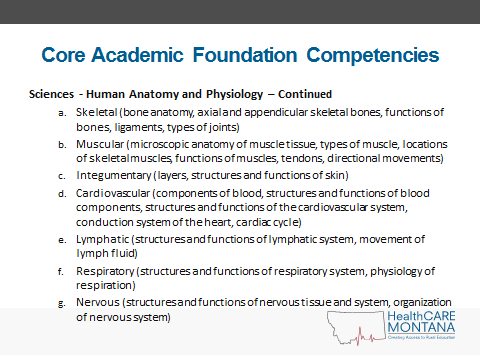 Core Academic Foundation Competencies
Sciences - Human Anatomy and Physiology – Continued
a. Skeletal (bone anatomy, axial and appendicular skeletal bones, functions of
bones, ligaments, types of joints)
b. Muscular (microscopic anatomy of muscle tissue, types of muscle, locations
of skeletal muscles, functions of muscles, tendons, directional movements)
c. Integumentary (layers, structures and functions of skin)
d. Cardiovascular (components of blood, structures and functions of blood
components, structures and functions of the cardiovascular system,
conduction system of the heart, cardiac cycle)
e. Lymphatic (structures and functions of lymphatic system, movement of
lymph fluid)
f. Respiratory (structures and functions of respiratory system, physiology of
respiration)
g. Nervous (structures and functions of nervous tissue and system, organization
of nervous system)
HealthCARE
MONTANA
Creating Access to Rural Education